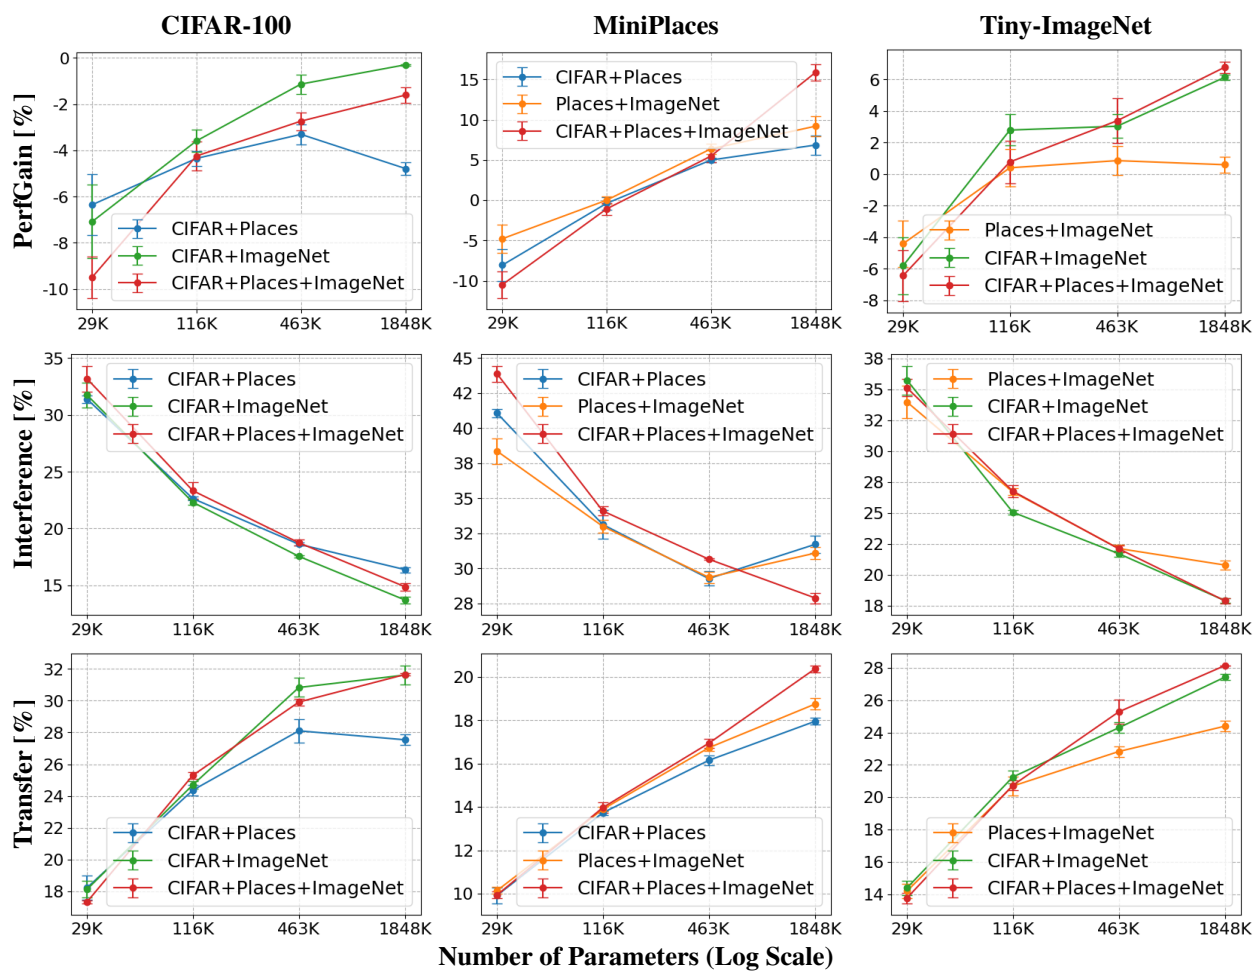 CIFAR-100
MiniPlaces
Tiny-ImageNet
PerfGain [%]
0
-2
-4
-6
-8
-10
CIFAR+Places
CIFAR+ImageNet
CIFAR+Places+ImageNet
29K 116K 463K 1848K
15
10
5
0
-5
-10
CIFAR+Places
Places+ImageNet
CIFAR+Places+ImageNet
29K 116K 463K 1848K
6
4
2
0
-2
-4
-6
-8
Places+ImageNet
CIFAR+ImageNet
CIFAR+Places+ImageNet
29K 116K 463K 1848K
Interference [%]
35
30
25
20
15
CIFAR+Places
CIFAR+ImageNet
CIFAR+Places+ImageNet
29K 116K 463K 1848K
45
42
40
38
35
32
30
28
CIFAR+Places
Places+ImageNet
CIFAR+Places+ImageNet
29K 116K 463K 1848K
38
35
32
30
28
25
22
20
18
Places+ImageNet
CIFAR+ImageNet
CIFAR+Places+ImageNet
29K 116K 463K 1848K
Transfer [%]
32
30
28
26
24
22
20
18
CIFAR+Places
CIFAR+ImageNet
CIFAR+Places+ImageNet
29K 116K 463K 1848K
20
18
16
14
12
10
CIFAR+Places
Places+ImageNet
CIFAR+Places+ImageNet
29K 116K 463K 1848K
28
26
24
22
20
18
16
14
Places+ImageNet
CIFAR+ImageNet
CIFAR+Places+ImageNet
29K 116K 463K 1848K
Number of Parameters (Log Scale)